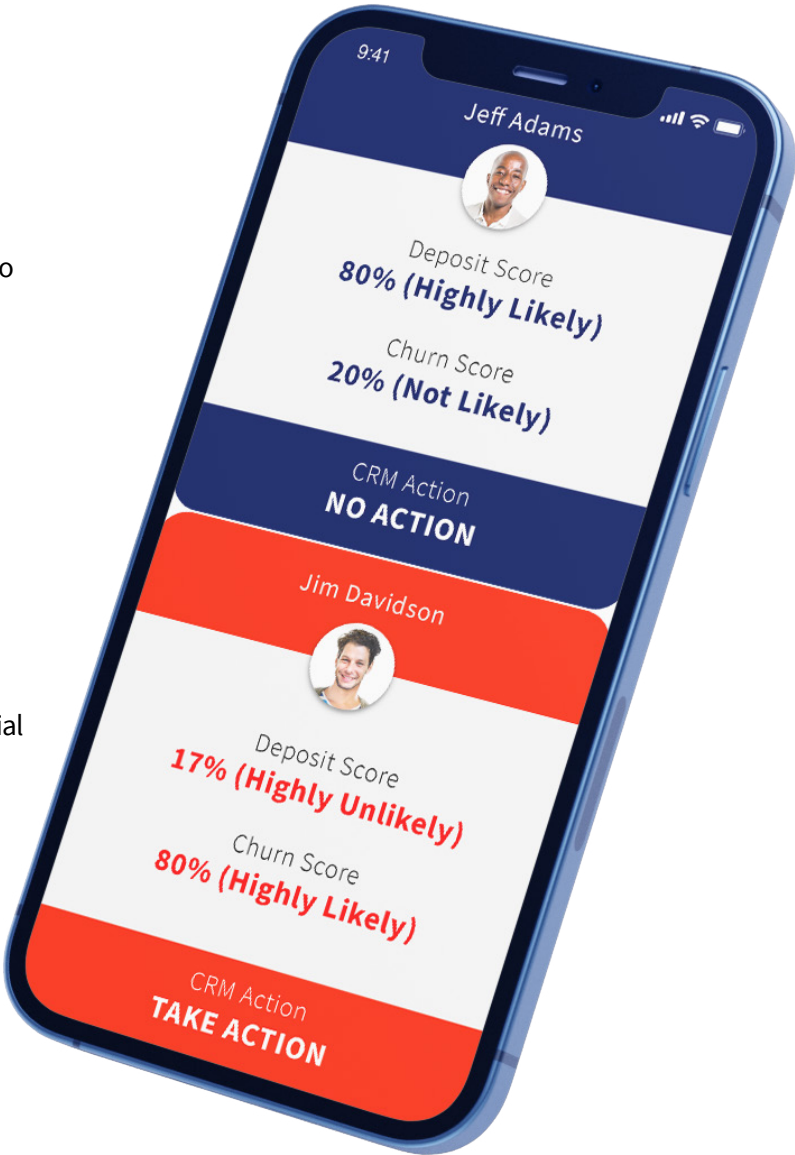 9:41
Jeff Adams
Deposit Score
80% (Highly Likely)
Churn Score
20% (Not Likely)
CRM Action
NO ACTION
Jim Davidson
Deposit Score
17% (Highly Unlikely)
Churn Score
80% (Highly Likely)
CRM Action
TAKE ACTION